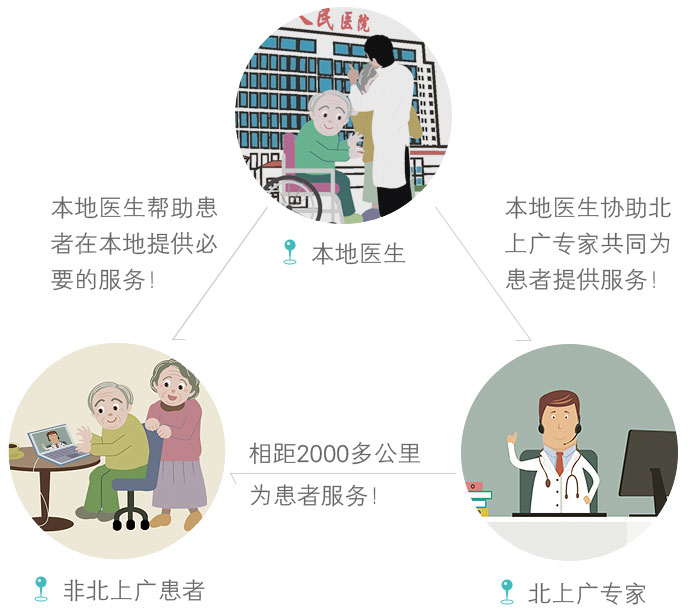 人民医院
本地医生帮助患
者在本地提供必
要的服务!
本地医生协助北
上广专家共同为
患者提供服务!
本地医生
相距2000多公里
为患者服务!
非北上广患者
北上广专家